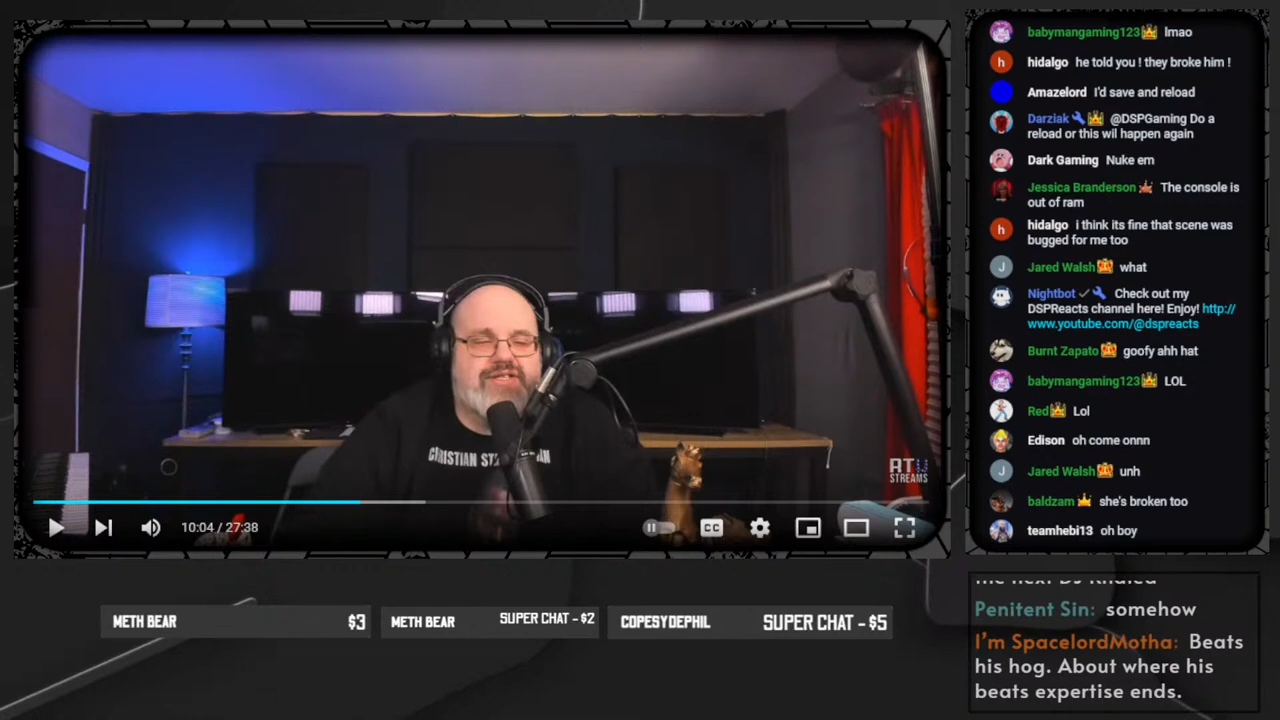 CHRISTIAN ST
AN
RTU
STREAMS
10:04 / 27:38
CC
METH BEAR
$3
METH BEAR
SUPER CHAT - $2
COPESYDEPHIL
SUPER CHAT - $5
babymangaming123 lmao
h
hidalgo he told you ! they broke him !
Amazelord I'd save and reload
Darziak @DSPGaming Do a
reload or this wil happen again
Dark Gaming Nuke em
Jessica Branderson The console is
out of ram
h
hidalgo i think its fine that scene was
bugged for me too
J
Jared Walsh what
Nightbot Check out my
DSPReacts channel here! Enjoy! http://
www.youtube.com/@dspreacts
Burnt Zapato goofy ahh hat
babymangaming123 LOL
Red Lol
Edison oh come onnn
J
Jared Walsh unh
baldzam she's broken too
teamhebi13 oh boy
the next DJ Khaled
Penitent Sin: somehow
I'm SpacelordMotha: Beats
his hog. About where his
beats expertise ends.